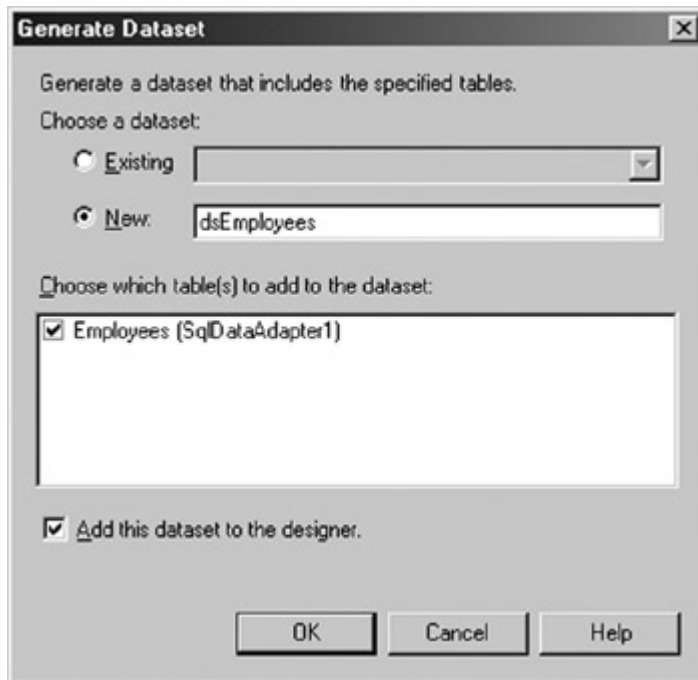 Generate Dataset
Generate a dataset that includes the specified tables.
Choose a dataset:
Existing
New: dsEmployees
Choose which table(s) to add to the dataset:
Employees (SqlDataAdapter1)
Add this dataset to the designer.
OK Cancel Help